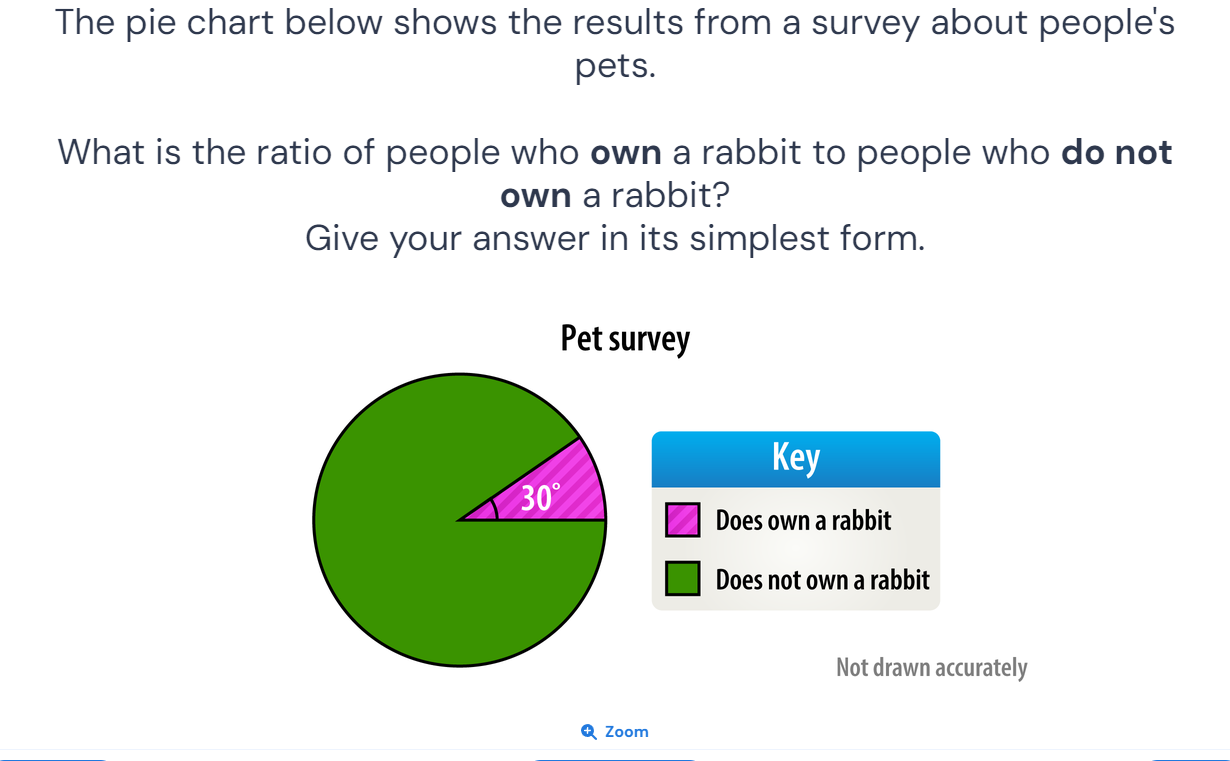 The pie chart below shows the results from a survey about people's
pets.
What is the ratio of people who own a rabbit to people who do not
own a rabbit?
Give your answer in its simplest form.
Pet survey
30°
Key
Does own a rabbit
Does not own a rabbit
Not drawn accurately
Zoom